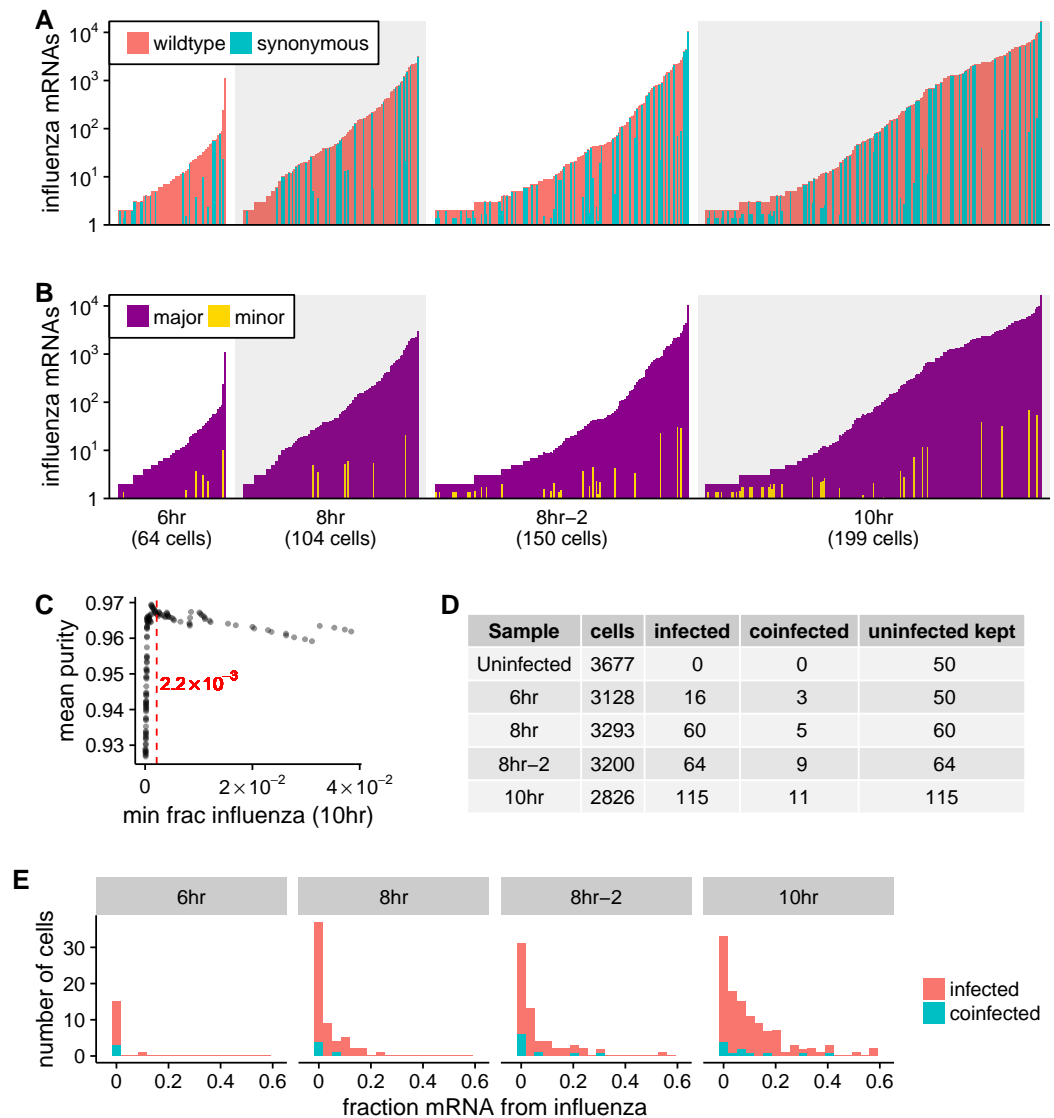 A
wildtype synonymous
influenza mRNAs
10^4
10^3
10^2
10^1
1
B
major minor
influenza mRNAs
10^4
10^3
10^2
10^1
1
6hr 8hr 8hr−2 10hr
(64 cells) (104 cells) (150 cells) (199 cells)
C
mean purity
0.97
0.96
0.95
0.94
0.93
2.2×10^−3
0 2×10^−2 4×10^−2
min frac influenza (10hr)
D
Sample cells infected coinfected uninfected kept
Uninfected 3677 0 0 50
6hr 3128 16 3 50
8hr 3293 60 5 60
8hr−2 3200 64 9 64
10hr 2826 115 11 115
E
6hr 8hr 8hr−2 10hr
number of cells
30
20
10
0
infected
coinfected
0 0.2 0.4 0.6 0 0.2 0.4 0.6 0 0.2 0.4 0.6 0 0.2 0.4 0.6
fraction mRNA from influenza